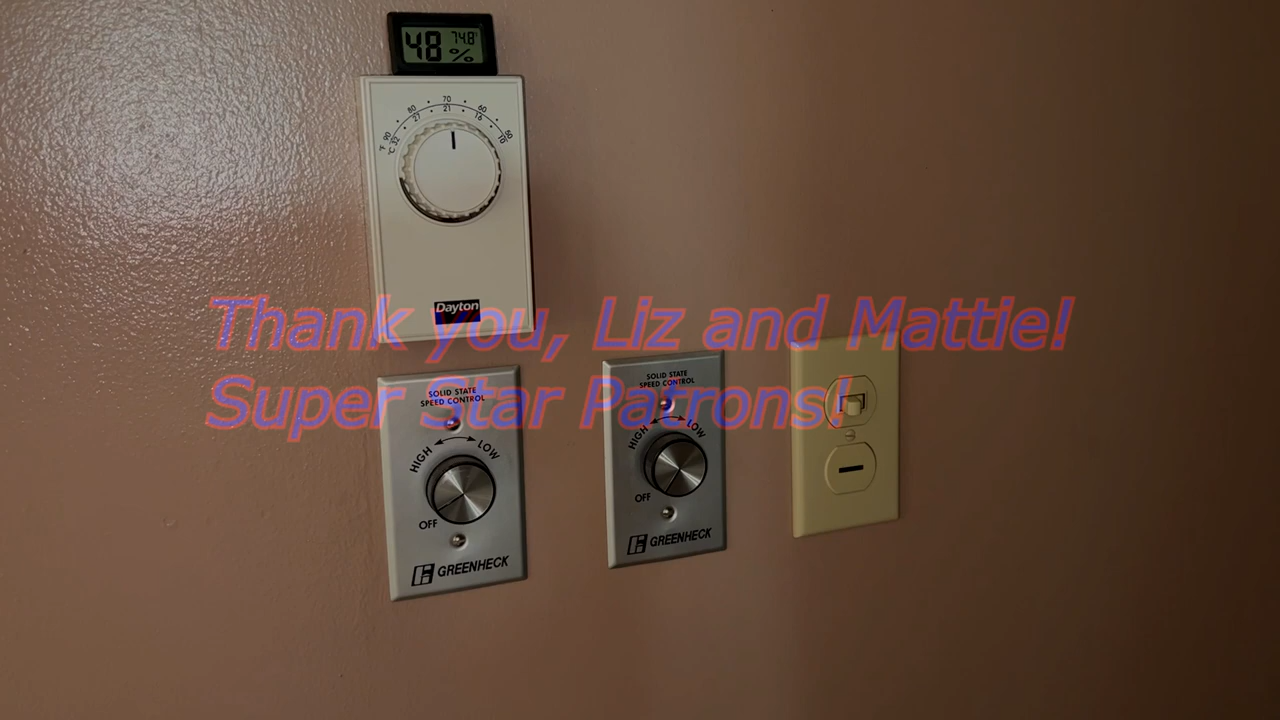 48 74.8°
%
°F 90 80 70 60 50
°C 32 27 21 16 10
Dayton
Thank you, Liz and Mattie!
Super Star Patrons!
SOLID STATE
SPEED CONTROL
HIGH LOW
OFF
GREENHECK
SOLID STATE
SPEED CONTROL
HIGH LOW
OFF
GREENHECK